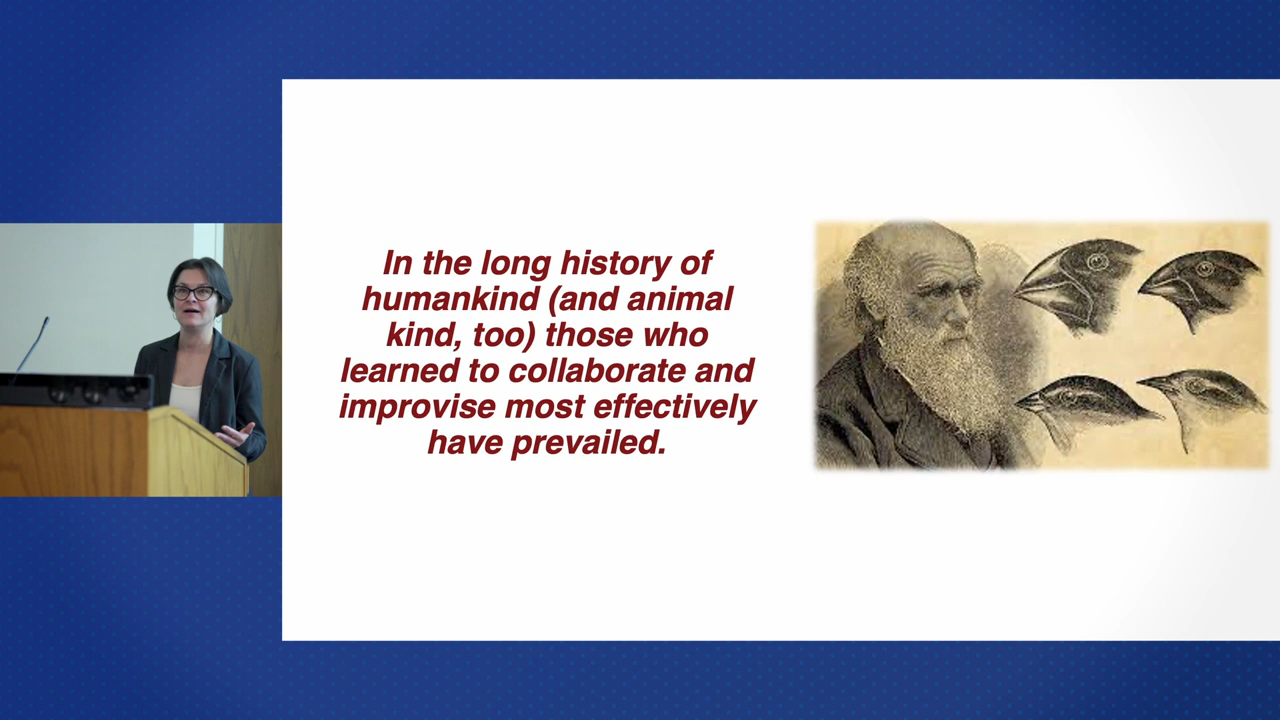 In the long history of
humankind (and animal
kind, too) those who
learned to collaborate and
improvise most effectively
have prevailed.